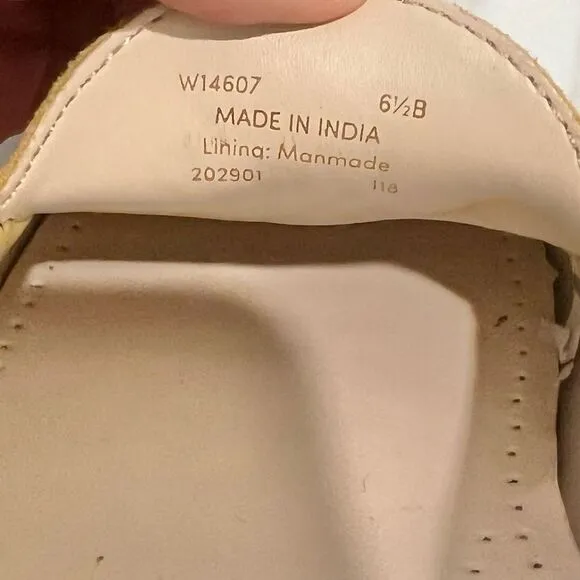 W14607 6½B
MADE IN INDIA
Lining: Manmade
202901 118